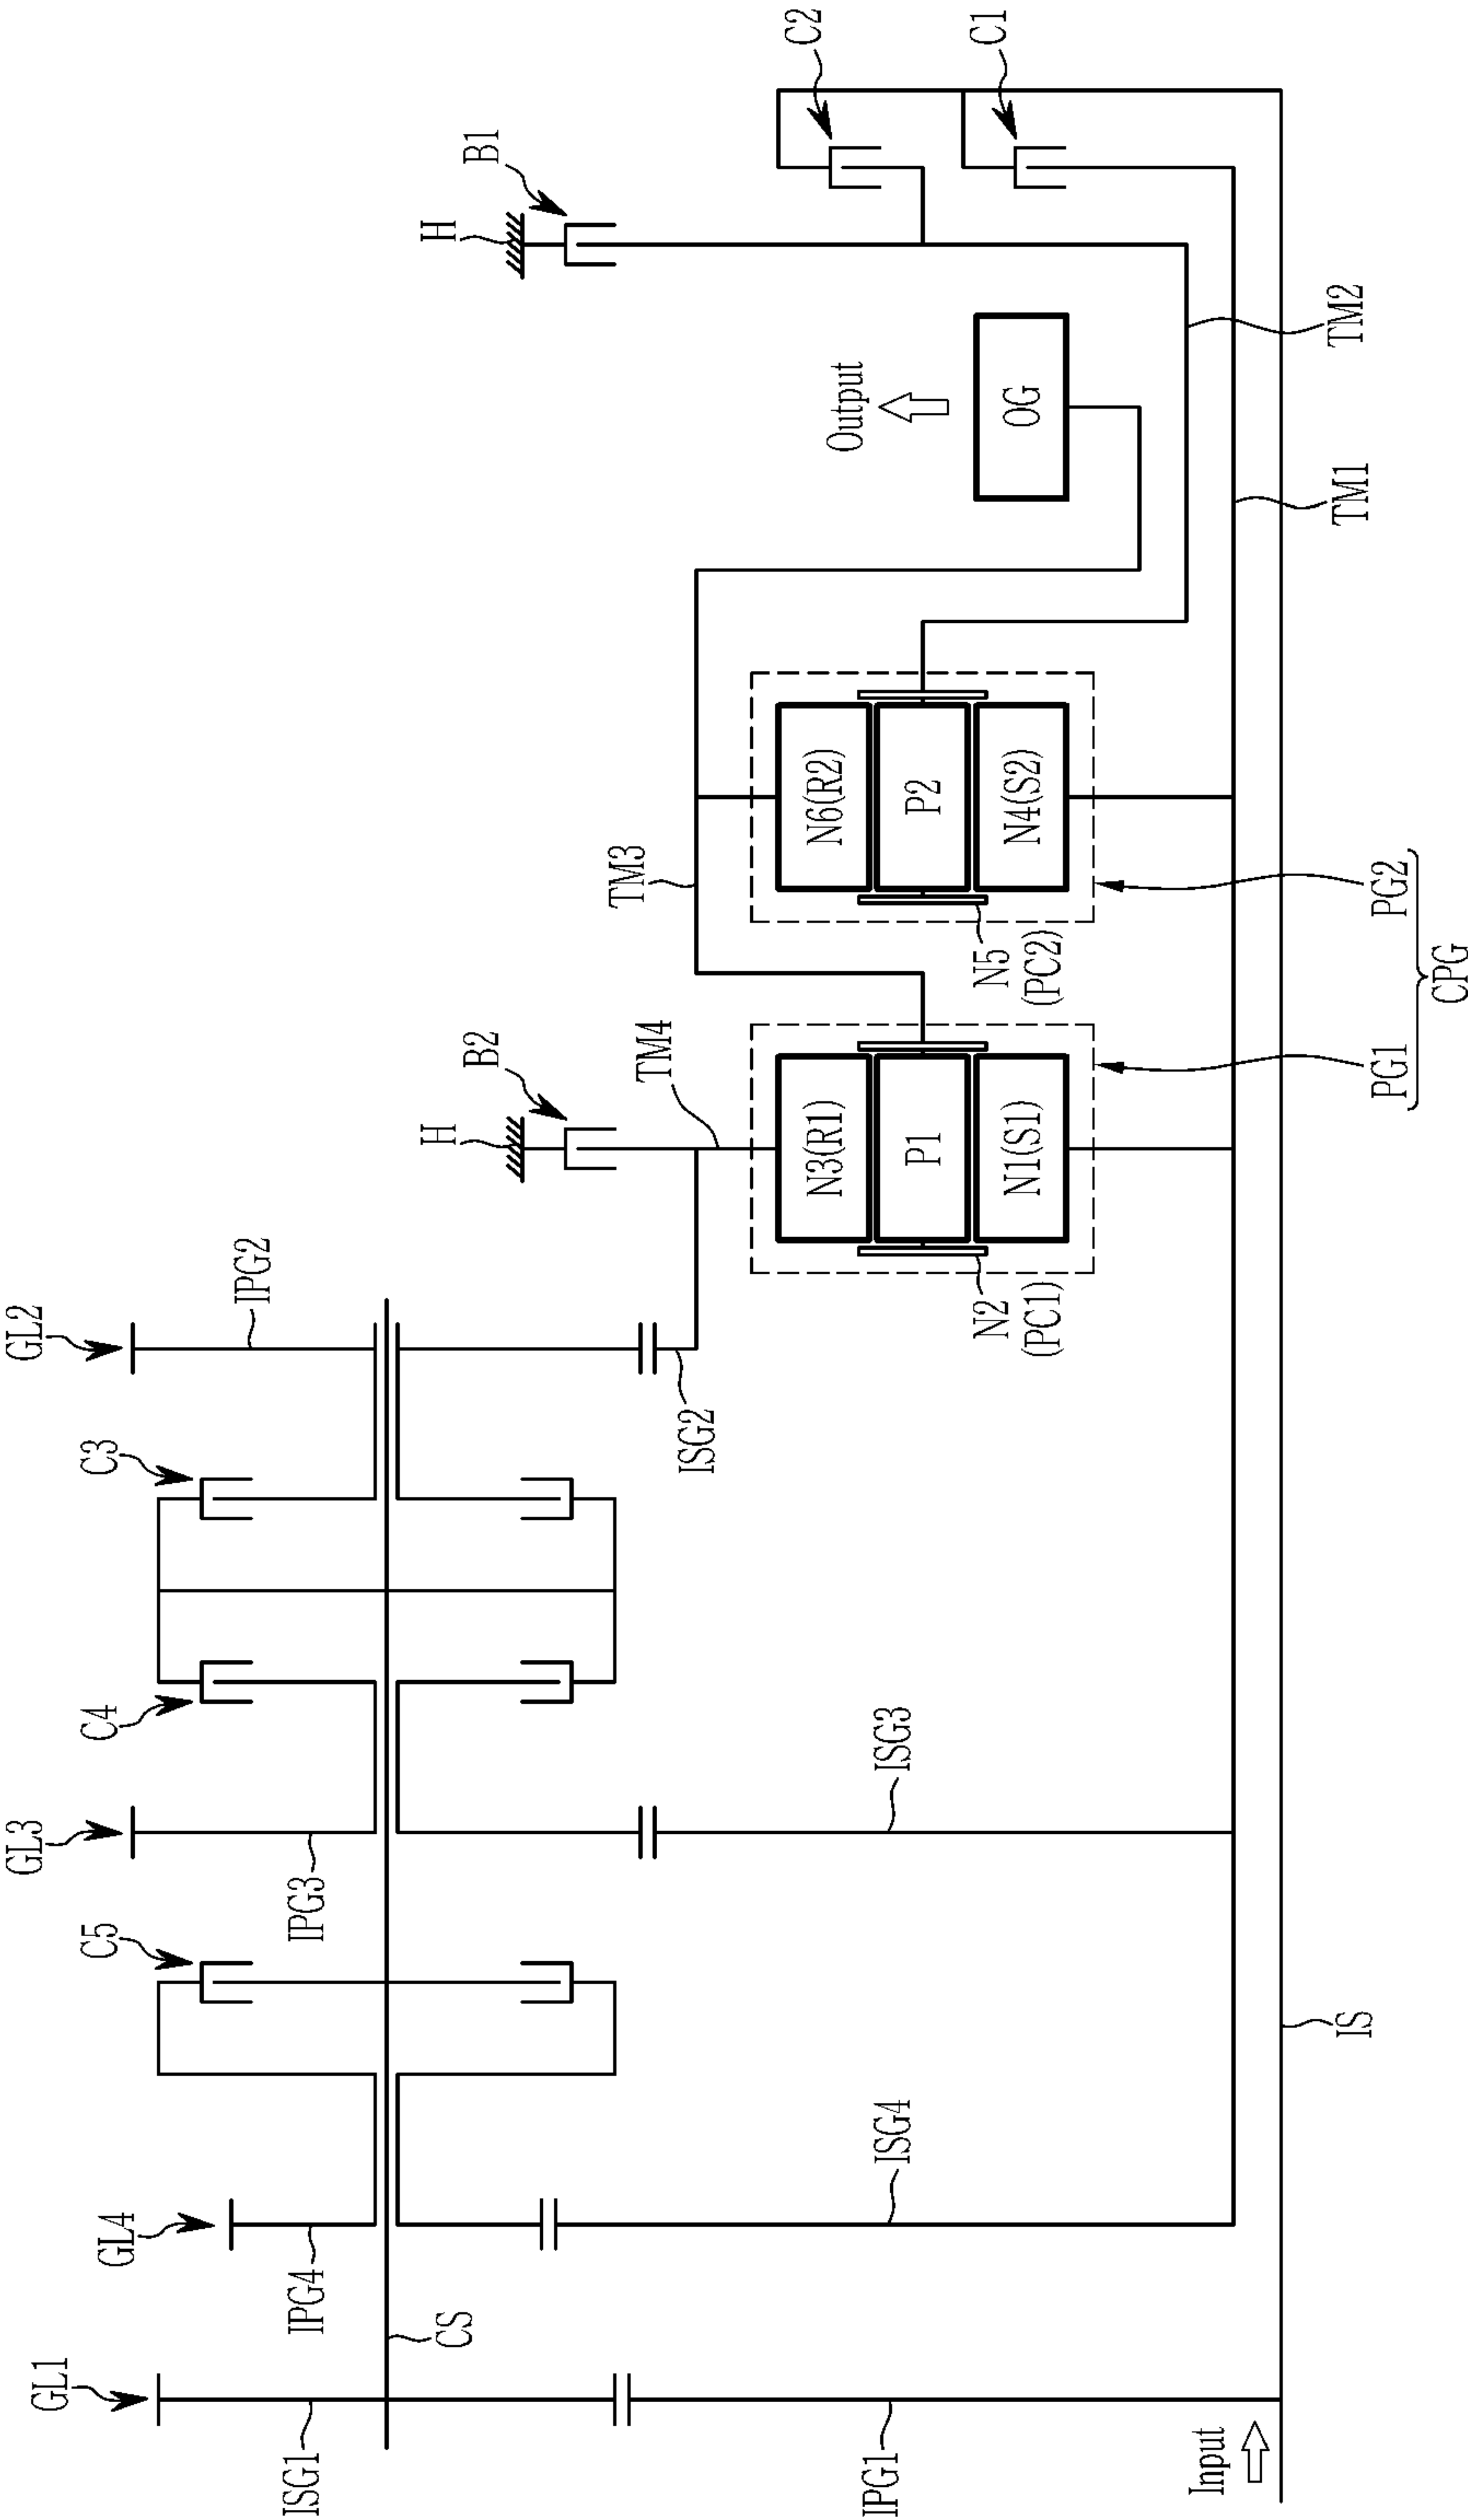 GL1
GL4
GL3
GL2
C5
C4
C3
ISG1
IPG4
IPG3
IPG2
CS
H
B2
H
B1
ISG2
TM4
TM3
Output
C2
C1
IPG1
ISG4
ISG3
N3(R1)
P1
N1(S1)
N2
(PC1)
N6(R2)
P2
N4(S2)
N5
(PC2)
OG
Input
IS
TM1
TM2
PG1
PG2
CPG